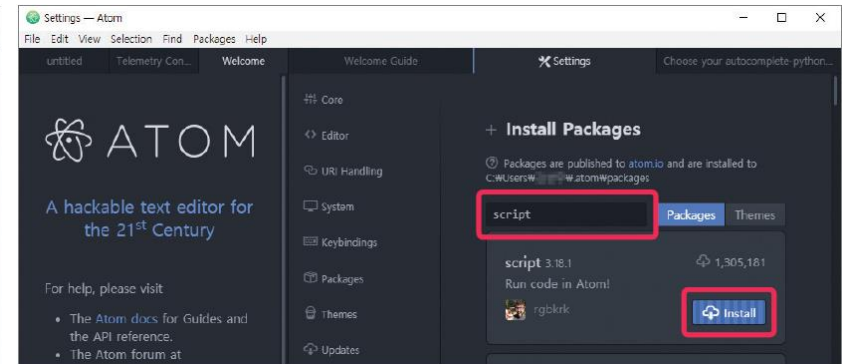 Settings — Atom
File Edit View Selection Find Packages Help
untitled Telemetry Con... Welcome Welcome Guide Settings Choose your autocomplete-python...
ATOM
A hackable text editor for
the 21st Century
For help, please visit
• The Atom docs for Guides and
the API reference.
• The Atom forum at
Core
Editor
URI Handling
System
Keybindings
Packages
Themes
Updates
+ Install Packages
? Packages are published to atom.io and are installed to
C:₩Users₩ ₩.atom₩packages
script
Packages Themes
script 3.18.1 1,305,181
Run code in Atom!
rgbkrk Install